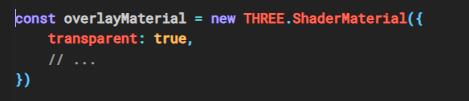 const overlayMaterial = new THREE.ShaderMaterial({
    transparent: true,
    // ...
})